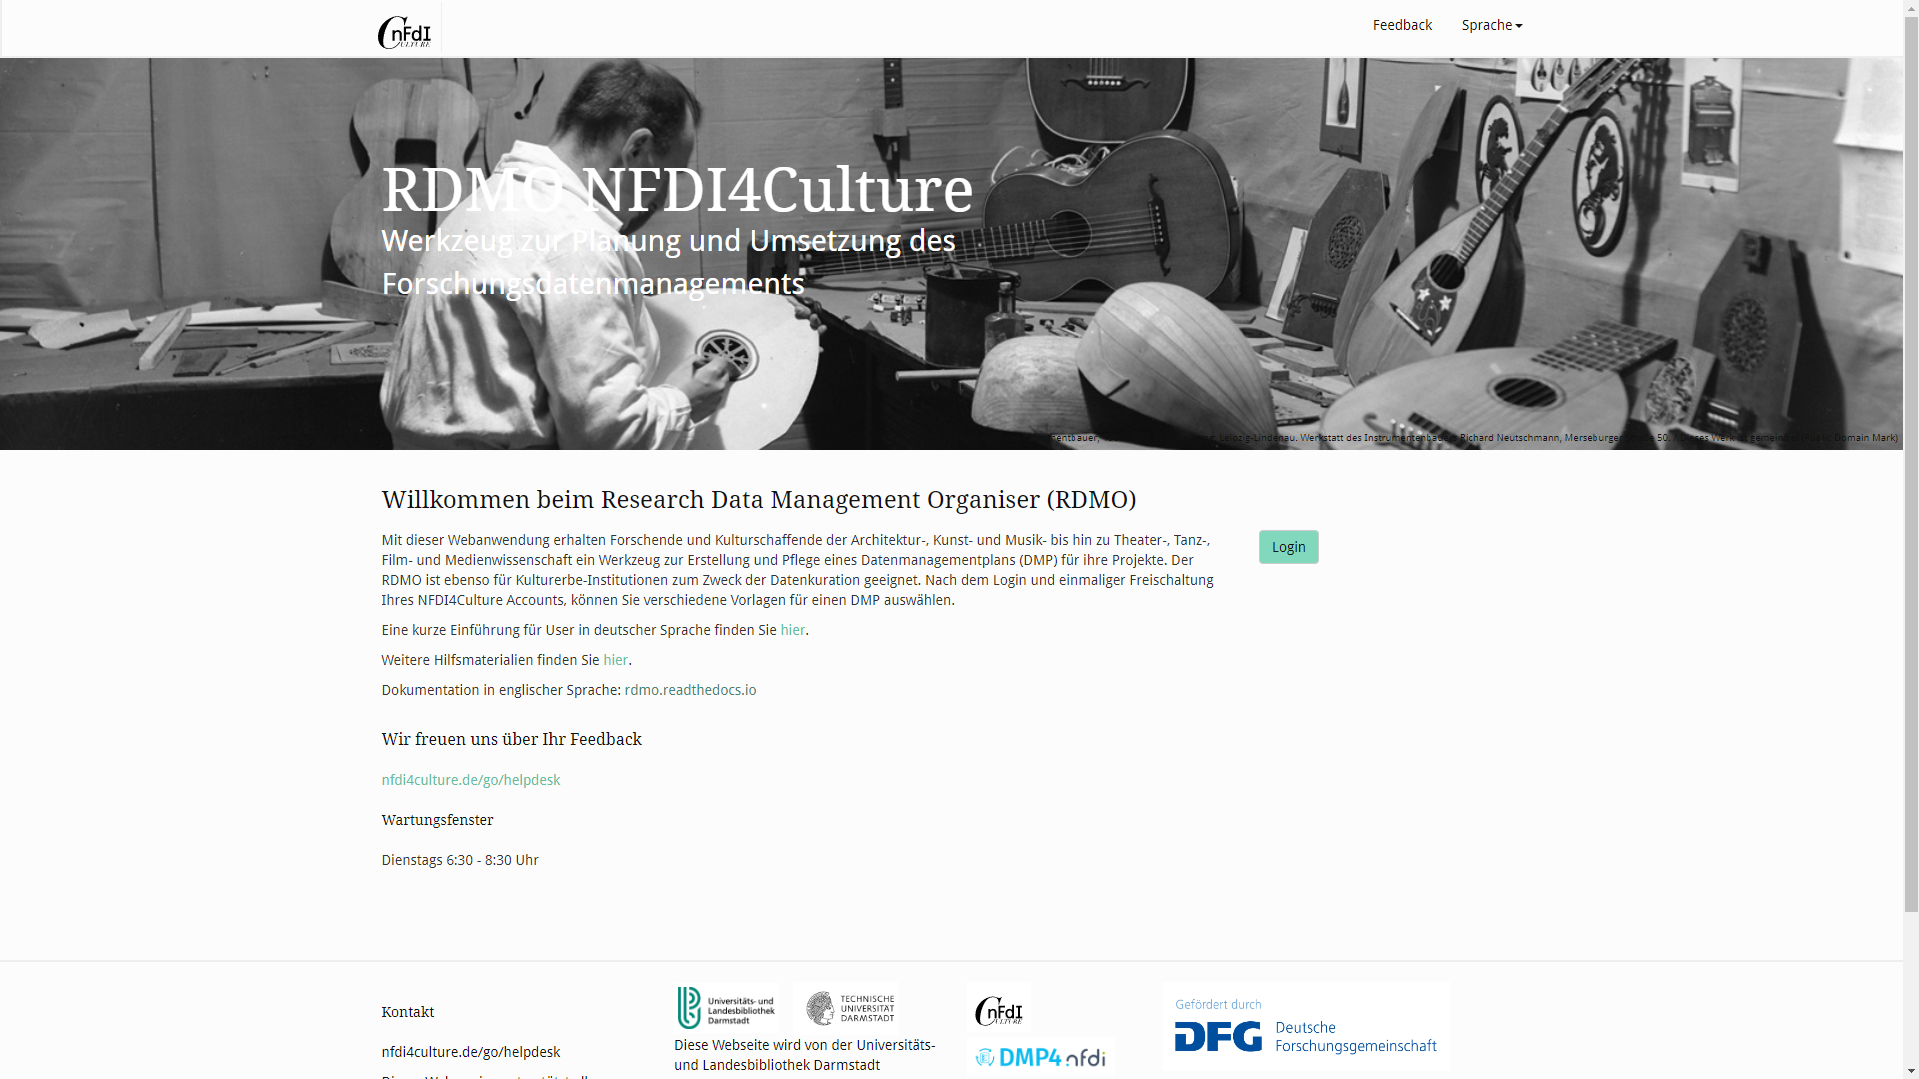 CnFdI
CULTURE
Feedback
Sprache
RDMO NFDI4Culture
Werkzeug zur Planung und Umsetzung des
Forschungsdatenmanagements
Leipzig-Lindenau. Werkstatt des Instrumentenbauers Richard Neutschmann, Merseburger
Domain Mark)
Willkommen beim Research Data Management Organiser (RDMO)
Mit dieser Webanwendung erhalten Forschende und Kulturschaffende der Architektur-, Kunst- und Musik- bis hin zu Theater-, Tanz-,
Film- und Medienwissenschaft ein Werkzeug zur Erstellung und Pflege eines Datenmanagementplans (DMP) für ihre Projekte. Der
RDMO ist ebenso für Kulturerbe-Institutionen zum Zweck der Datenkuration geeignet. Nach dem Login und einmaliger Freischaltung
Ihres NFDI4Culture Accounts, können Sie verschiedene Vorlagen für einen DMP auswählen.
Login
Eine kurze Einführung für User in deutscher Sprache finden Sie hier.
Weitere Hilfsmaterialien finden Sie hier.
Dokumentation in englischer Sprache: rdmo.readthedocs.io
Wir freuen uns über Ihr Feedback
nfdi4culture.de/go/helpdesk
Wartungsfenster
Dienstags 6:30 - 8:30 Uhr
Kontakt
nfdi4culture.de/go/helpdesk
Universitäts- und
Landesbibliothek
Darmstadt
TECHNISCHE
UNIVERSITÄT
DARMSTADT
Diese Webseite wird von der Universitäts-
und Landesbibliothek Darmstadt
CnFdI
CULTURE
DMP4nfdi
Gefördert durch
DFG
Deutsche
Forschungsgemeinschaft